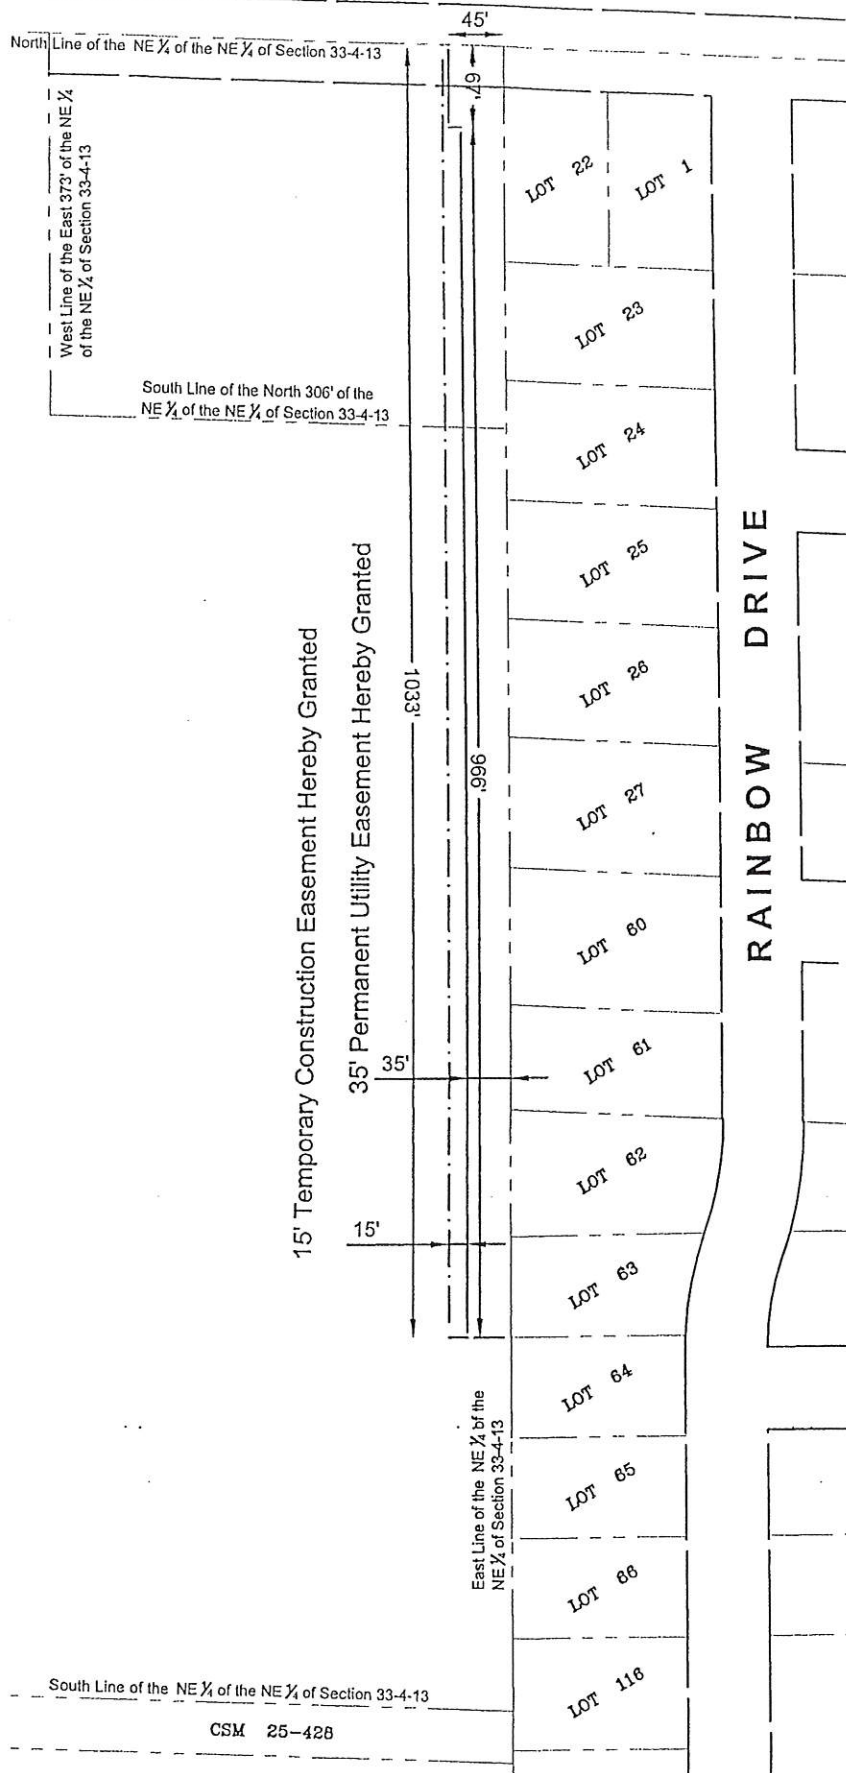 45'
North Line of the NE ¼ of the NE ¼ of Section 33-4-13
67'
West Line of the East 373' of the NE ¼
of the NE ¼ of Section 33-4-13
LOT 22
LOT 1
LOT 23
South Line of the North 306' of the
NE ¼ of the NE ¼ of Section 33-4-13
LOT 24
LOT 25
LOT 26
LOT 27
LOT 60
LOT 61
LOT 62
LOT 63
LOT 64
LOT 65
LOT 66
LOT 116
RAINBOW DRIVE
15' Temporary Construction Easement Hereby Granted
35' Permanent Utility Easement Hereby Granted
1033'
966'
35'
15'
East Line of the NE ¼ of the
NE ¼ of Section 33-4-13
South Line of the NE ¼ of the NE ¼ of Section 33-4-13
CSM 25-428